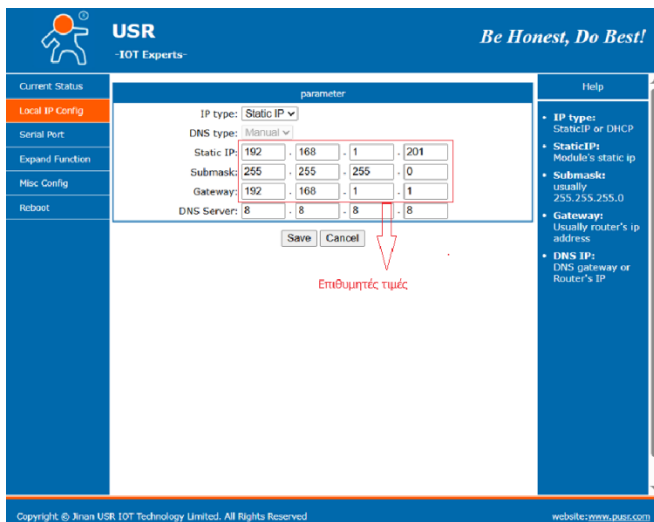 USR
-IOT Experts-
Be Honest, Do Best!
Current Status
Local IP Config
Serial Port
Expand Function
Misc Config
Reboot
parameter
IP type: Static IP
DNS type: Manual
Static IP: 192 . 168 . 1 . 201
Submask: 255 . 255 . 255 . 0
Gateway: 192 . 168 . 1 . 1
DNS Server: 8 . 8 . 8 . 8
Save Cancel
Επιθυμητές τιμές
Help
• IP type:
StaticIP or DHCP
• StaticIP:
Module's static ip
• Submask:
usually
255.255.255.0
• Gateway:
Usually router's ip
address
• DNS IP:
DNS gateway or
Router's IP
Copyright © Jinan USR IOT Technology Limited. All Rights Reserved
website:www.pusr.com